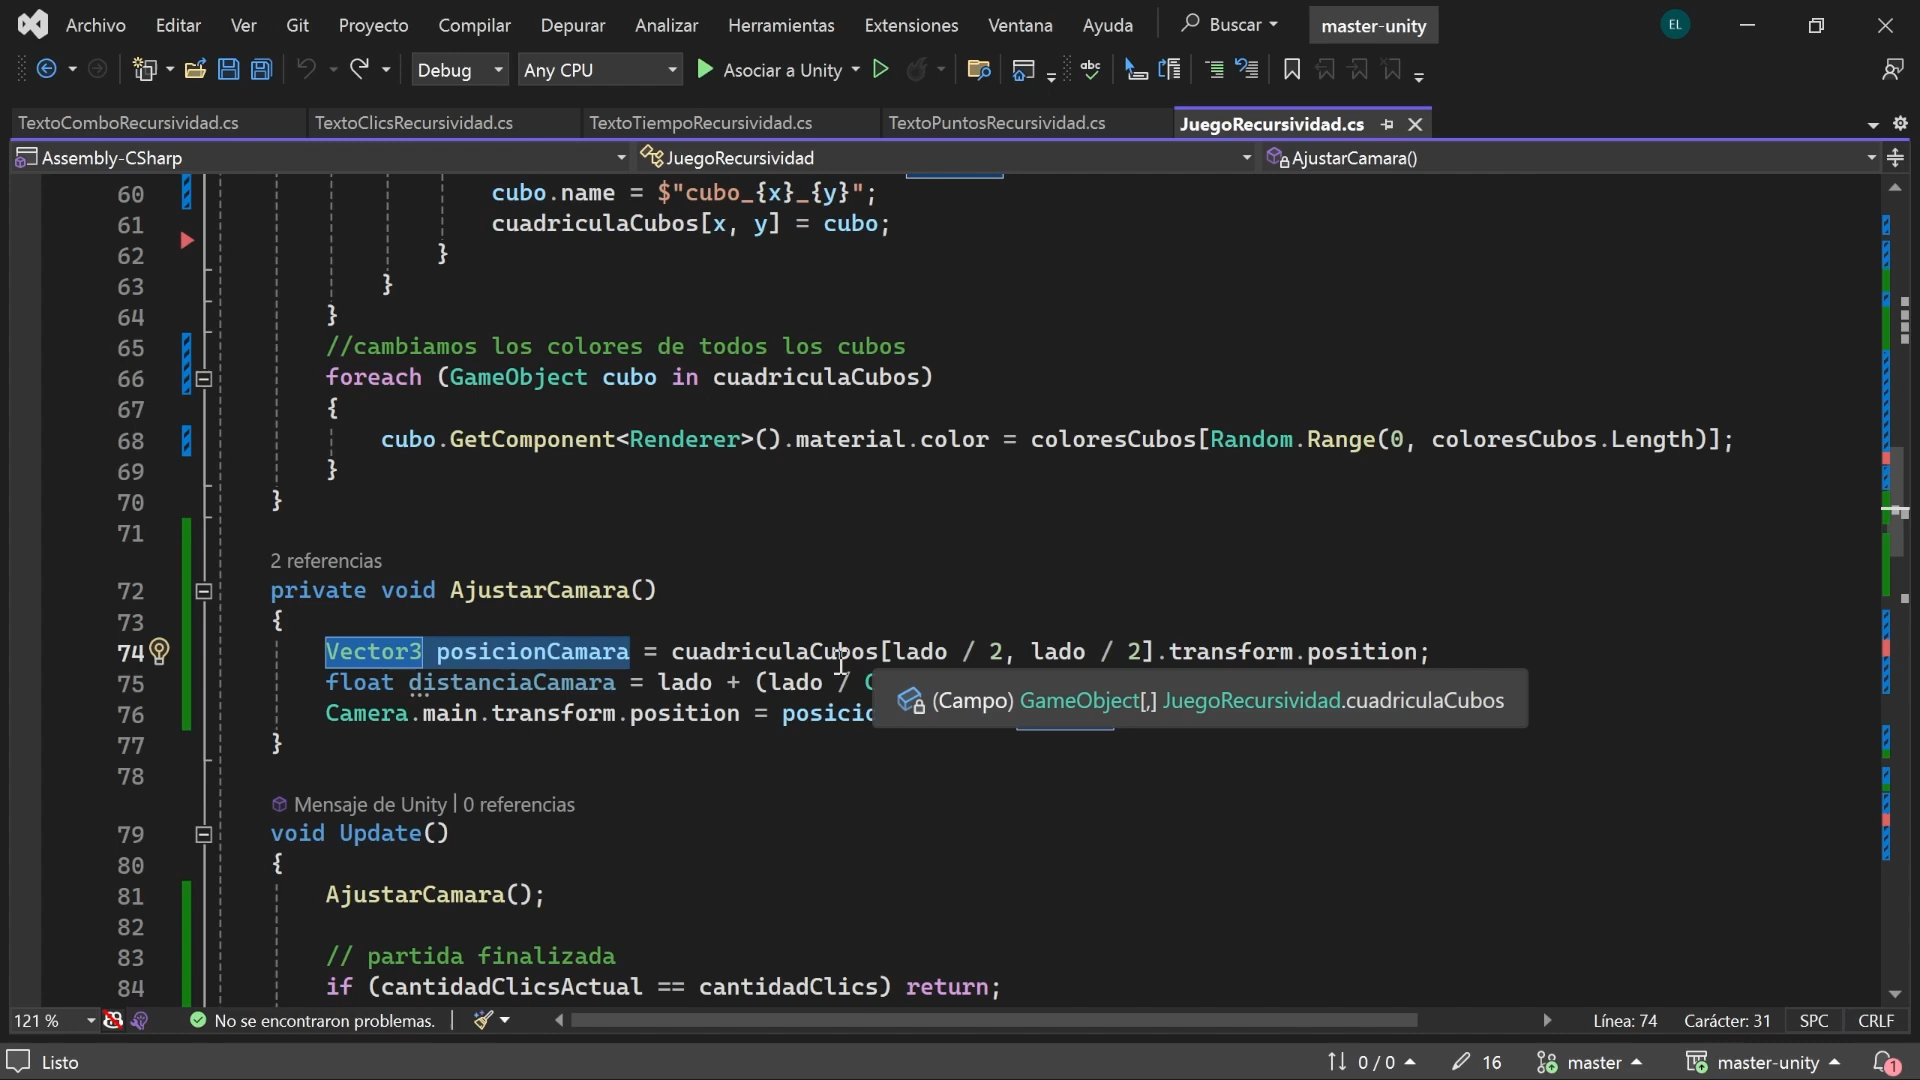 Archivo Editar Ver Git Proyecto Compilar Depurar Analizar Herramientas Extensiones Ventana Ayuda Buscar master-unity EL
Debug Any CPU Asociar a Unity abc
TextoComboRecursividad.cs TextoClicsRecursividad.cs TextoTiempoRecursividad.cs TextoPuntosRecursividad.cs JuegoRecursividad.cs
Assembly-CSharp JuegoRecursividad AjustarCamara()
60 cubo.name = $"cubo_{x}_{y}";
61 cuadriculaCubos[x, y] = cubo;
62 }
63 }
64 }
65 //cambiamos los colores de todos los cubos
66 foreach (GameObject cubo in cuadriculaCubos)
67 {
68 cubo.GetComponent<Renderer>().material.color = coloresCubos[Random.Range(0, coloresCubos.Length)];
69 }
70 }
71
2 referencias
72 private void AjustarCamara()
73 {
74 Vector3 posicionCamara = cuadriculaCubos[lado / 2, lado / 2].transform.position;
75 float distanciaCamara = lado + (lado /
(Campo) GameObject[,] JuegoRecursividad.cuadriculaCubos
76 Camera.main.transform.position = posicio
77 }
78
Mensaje de Unity | 0 referencias
79 void Update()
80 {
81 AjustarCamara();
82
83 // partida finalizada
84 if (cantidadClicsActual == cantidadClics) return;
121 % No se encontraron problemas. Línea: 74 Carácter: 31 SPC CRLF
Listo 0 / 0 16 master master-unity 1